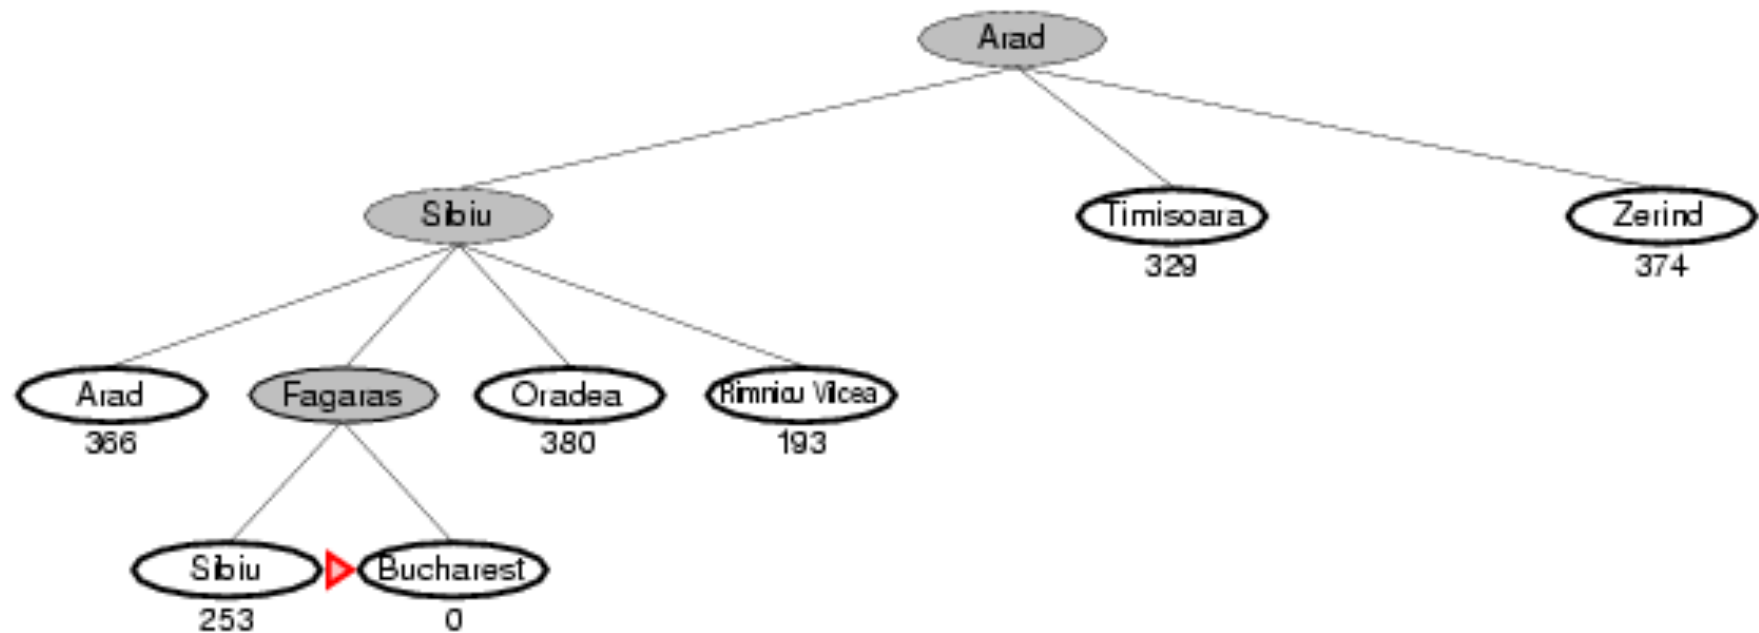 Arad
Sibiu
Timisoara
Zerind
329
374
Arad
Fagaras
Oradea
Rimnicu Vilcea
366
380
193
Sibiu
Bucharest
253
0